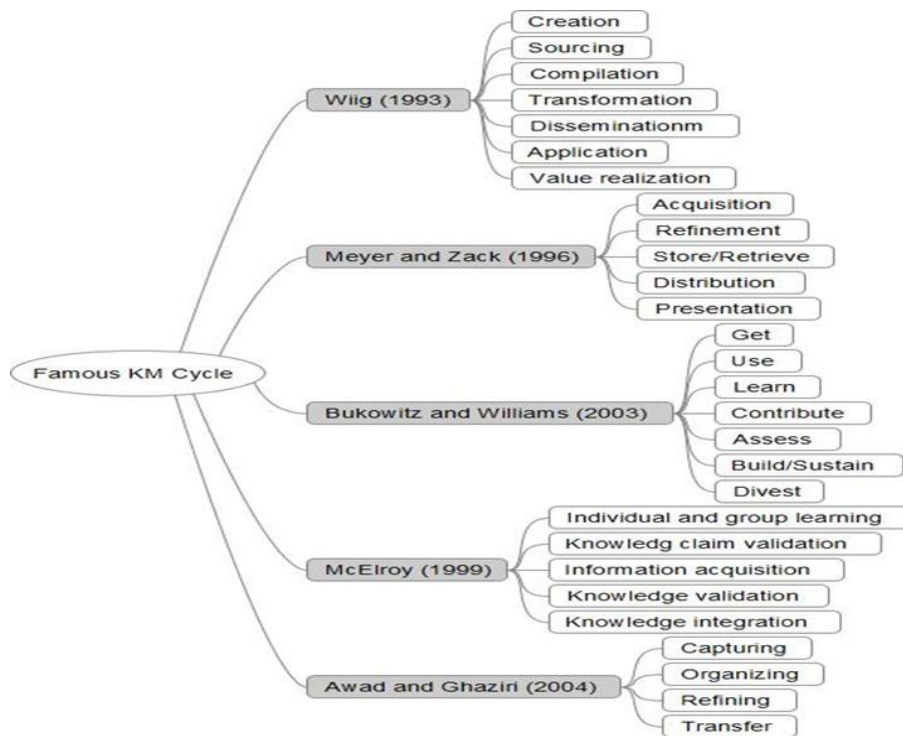 Famous KM Cycle
Wiig (1993)
Creation
Sourcing
Compilation
Transformation
Disseminationm
Application
Value realization
Meyer and Zack (1996)
Acquisition
Refinement
Store/Retrieve
Distribution
Presentation
Bukowitz and Williams (2003)
Get
Use
Learn
Contribute
Assess
Build/Sustain
Divest
McElroy (1999)
Individual and group learning
Knowledg claim validation
Information acquisition
Knowledge validation
Knowledge integration
Awad and Ghaziri (2004)
Capturing
Organizing
Refining
Transfer